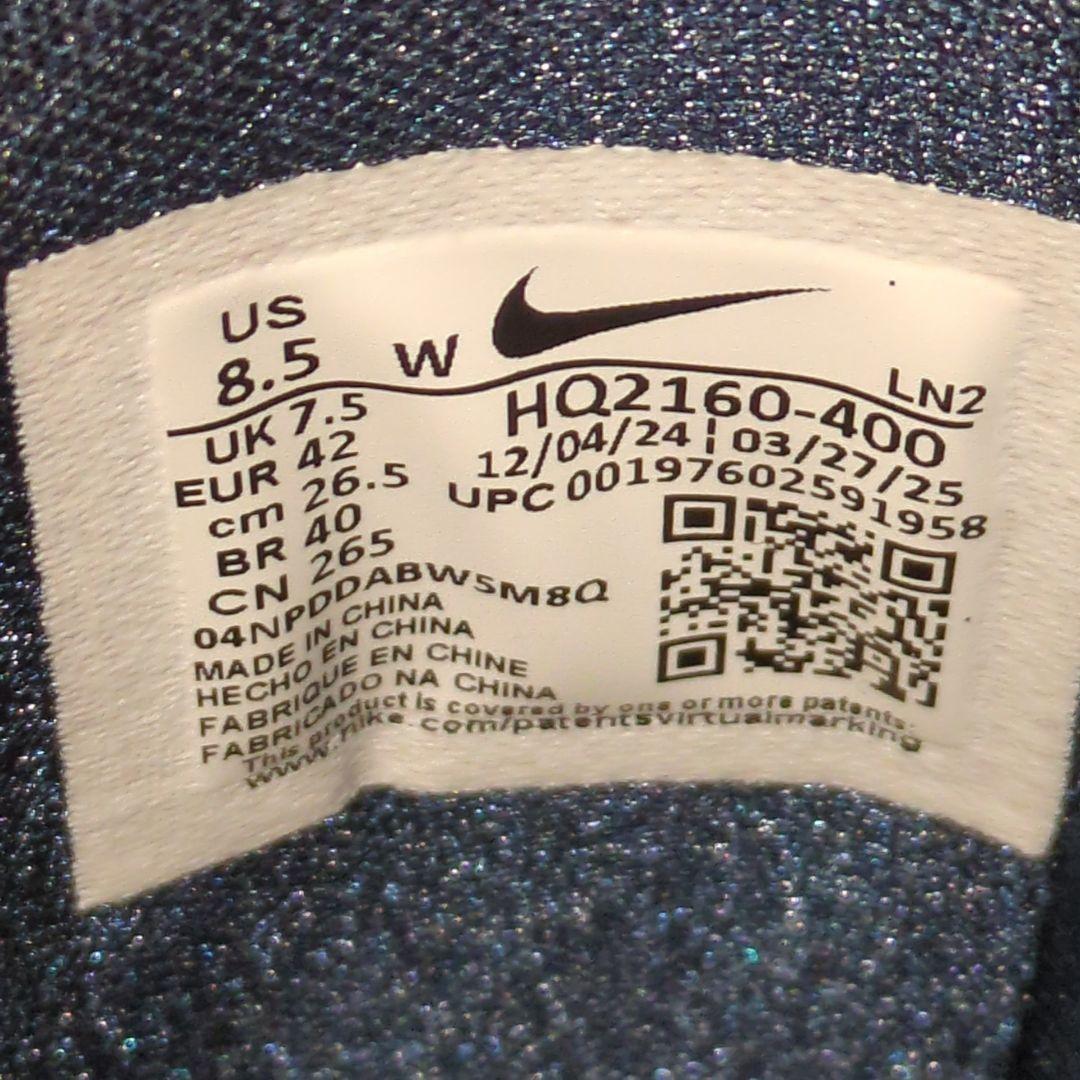 US
8.5 W
LN2
UK 7.5
EUR 42
cm 26.5
BR 40
CN 265
HQ2160-400
12/04/24 ¦ 03/27/25
UPC 00197602591958
04NPDDABW5M8Q
MADE IN CHINA
HECHO EN CHINA
FABRIQUE EN CHINE
FABRICADO NA CHINA
This product is covered by one or more patents.
www.nike.com/patentsvirtualmarking